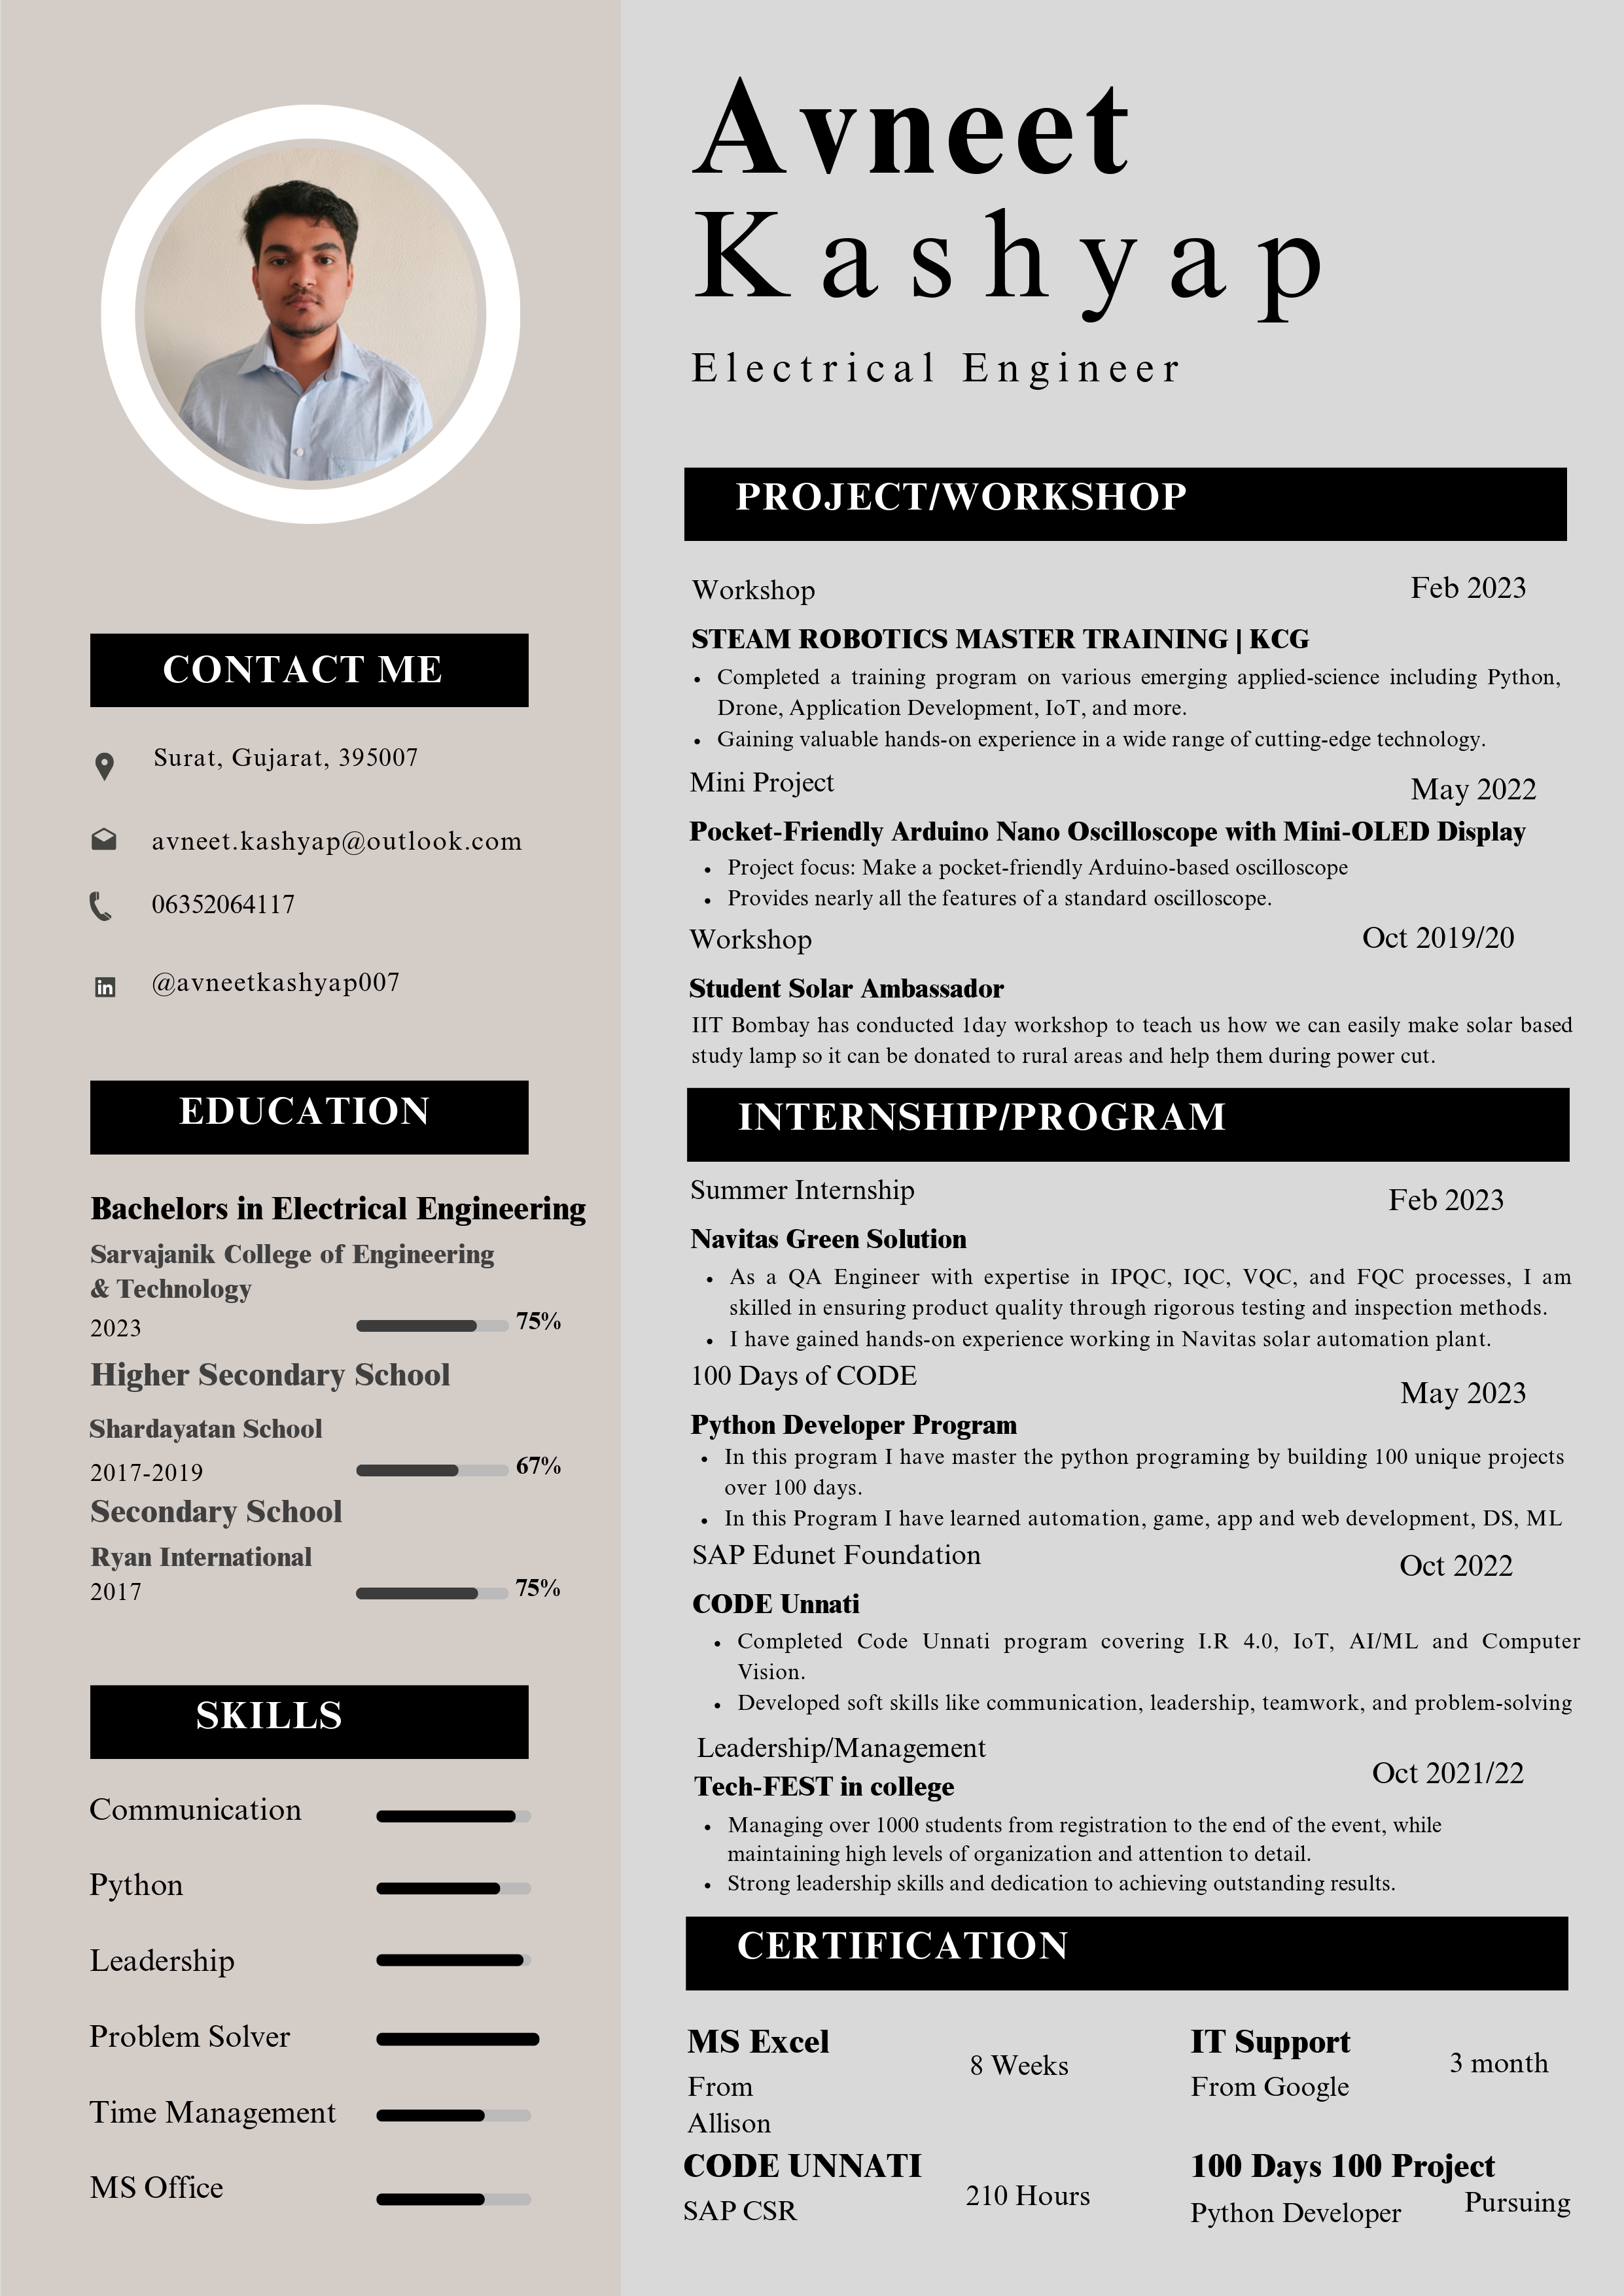 Avneet
Kashyap
Electrical Engineer
CONTACT ME
Surat, Gujarat, 395007
avneet.kashyap@outlook.com
06352064117
in @avneetkashyap007
EDUCATION
Bachelors in Electrical Engineering
Sarvajanik College of Engineering
& Technology
2023 75%
Higher Secondary School
Shardayatan School
2017-2019 67%
Secondary School
Ryan International
2017 75%
SKILLS
Communication
Python
Leadership
Problem Solver
Time Management
MS Office
PROJECT/WORKSHOP
Workshop Feb 2023
STEAM ROBOTICS MASTER TRAINING | KCG
• Completed a training program on various emerging applied-science including Python,
Drone, Application Development, IoT, and more.
• Gaining valuable hands-on experience in a wide range of cutting-edge technology.
Mini Project May 2022
Pocket-Friendly Arduino Nano Oscilloscope with Mini-OLED Display
• Project focus: Make a pocket-friendly Arduino-based oscilloscope
• Provides nearly all the features of a standard oscilloscope.
Workshop Oct 2019/20
Student Solar Ambassador
IIT Bombay has conducted 1day workshop to teach us how we can easily make solar based
study lamp so it can be donated to rural areas and help them during power cut.
INTERNSHIP/PROGRAM
Summer Internship Feb 2023
Navitas Green Solution
• As a QA Engineer with expertise in IPQC, IQC, VQC, and FQC processes, I am
skilled in ensuring product quality through rigorous testing and inspection methods.
• I have gained hands-on experience working in Navitas solar automation plant.
100 Days of CODE May 2023
Python Developer Program
• In this program I have master the python programing by building 100 unique projects
over 100 days.
• In this Program I have learned automation, game, app and web development, DS, ML
SAP Edunet Foundation Oct 2022
CODE Unnati
• Completed Code Unnati program covering I.R 4.0, IoT, AI/ML and Computer
Vision.
• Developed soft skills like communication, leadership, teamwork, and problem-solving
Leadership/Management Oct 2021/22
Tech-FEST in college
• Managing over 1000 students from registration to the end of the event, while
maintaining high levels of organization and attention to detail.
• Strong leadership skills and dedication to achieving outstanding results.
CERTIFICATION
MS Excel 8 Weeks
From
Allison
IT Support 3 month
From Google
CODE UNNATI
SAP CSR 210 Hours
100 Days 100 Project
Python Developer Pursuing